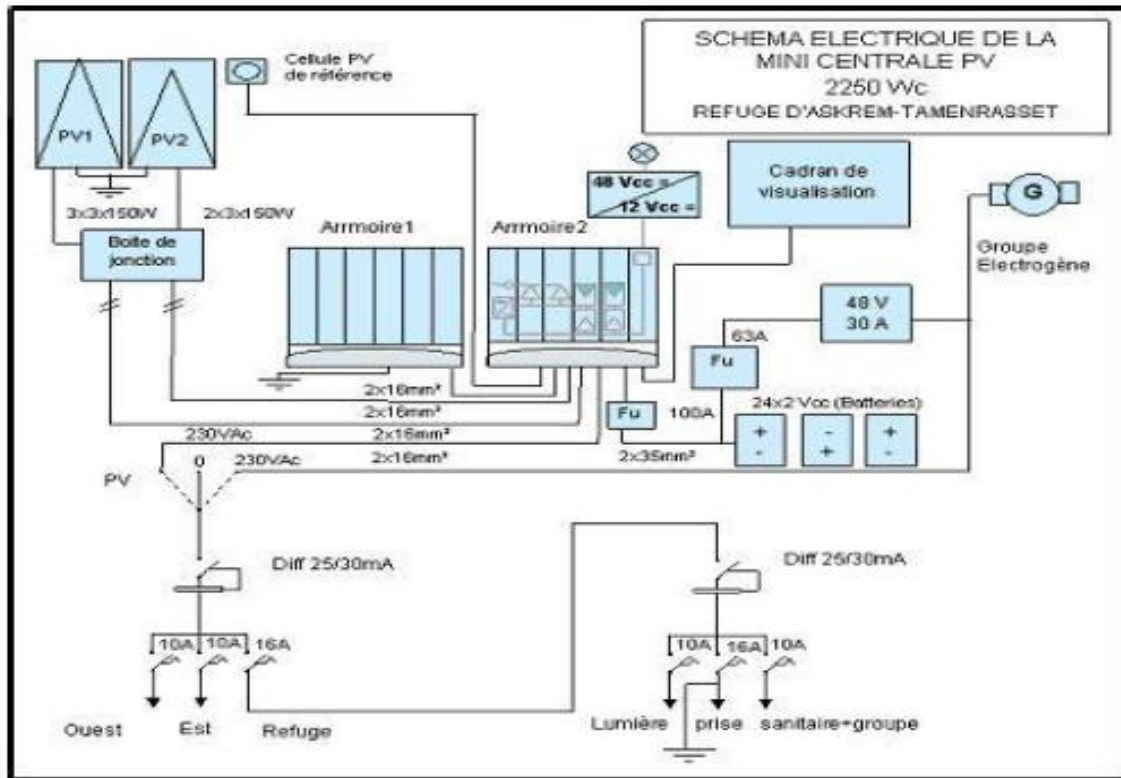 SCHEMA ELECTRIQUE DE LA
MINI CENTRALE PV
2250 Wc
REFUGE D'ASKREM-TAMENRASSET
Cellule PV
de référence
PV1
PV2
3x3x150W
2x3x150W
Boite de
jonction
Arrmoire1
Arrmoire2
48 Vcc =
12 Vcc =
Cadran de
visualisation
G
Groupe
Electrogène
48 V
30 A
63A
Fu
Fu
100A
24x2 Vcc (Batteries)
+
-
-
+
+
-
2x16mm²
2x16mm²
2x16mm²
2x16mm²
2x35mm²
230VAc
0
230VAc
PV
Diff 25/30mA
Diff 25/30mA
10A
10A
16A
10A
16A
10A
Ouest
Est
Refuge
Lumière
prise
sanitaire+groupe